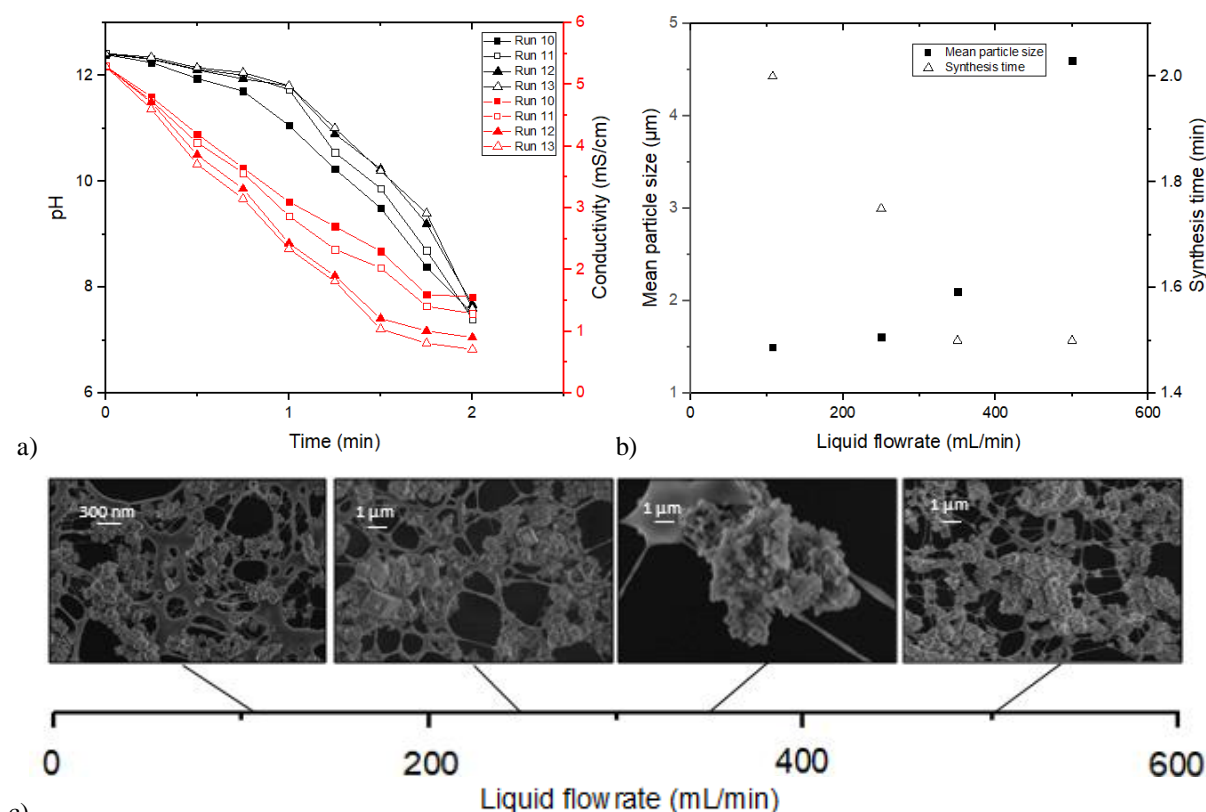 12
10
8
6
pH
0
1
2
Time (min)
6
5
4
3
2
1
0
Conductivity (mS/cm)
Run 10
Run 11
Run 12
Run 13
Run 10
Run 11
Run 12
Run 13
a)
5
4
3
2
1
Mean particle size (µm)
0
200
400
600
Liquid flowrate (mL/min)
2.0
1.8
1.6
1.4
Synthesis time (min)
Mean particle size
Synthesis time
b)
300 nm
1 µm
1 µm
1 µm
0
200
400
600
Liquid flowrate (mL/min)
c)